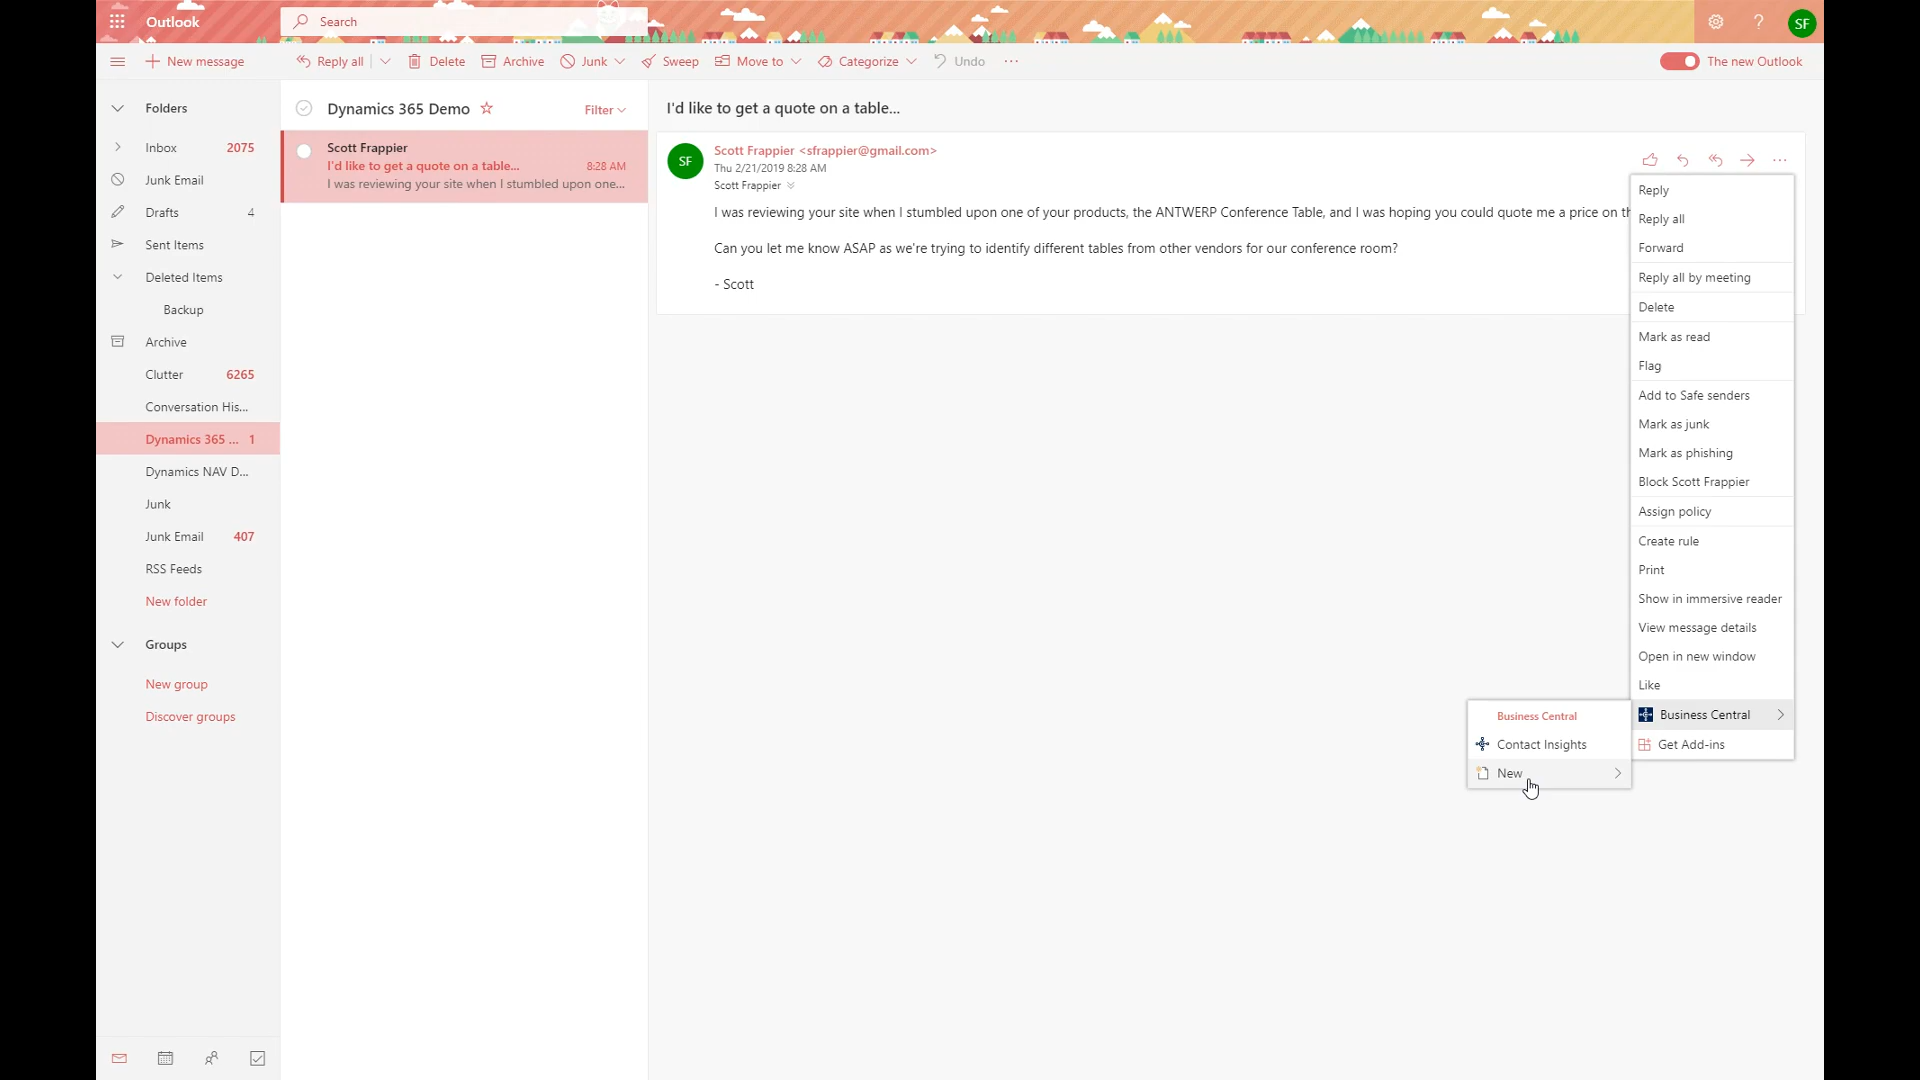 Outlook
Search
?
SF
New message
Reply all
Delete
Archive
Junk
Sweep
Move to
Categorize
Undo
...
The new Outlook
Folders
Inbox 2075
Junk Email
Drafts 4
Sent Items
Deleted Items
Backup
Archive
Clutter 6265
Conversation His...
Dynamics 365 ... 1
Dynamics NAV D...
Junk
Junk Email 407
RSS Feeds
New folder
Groups
New group
Discover groups
Dynamics 365 Demo
Filter
Scott Frappier
I'd like to get a quote on a table... 8:28 AM
I was reviewing your site when I stumbled upon one...
I'd like to get a quote on a table...
SF
Scott Frappier <sfrappier@gmail.com>
Thu 2/21/2019 8:28 AM
Scott Frappier
I was reviewing your site when I stumbled upon one of your products, the ANTWERP Conference Table, and I was hoping you could quote me a price on
Can you let me know ASAP as we're trying to identify different tables from other vendors for our conference room?
- Scott
...
Reply
Reply all
Forward
Reply all by meeting
Delete
Mark as read
Flag
Add to Safe senders
Mark as junk
Mark as phishing
Block Scott Frappier
Assign policy
Create rule
Print
Show in immersive reader
View message details
Open in new window
Like
Business Central
Get Add-ins
Business Central
Contact Insights
New